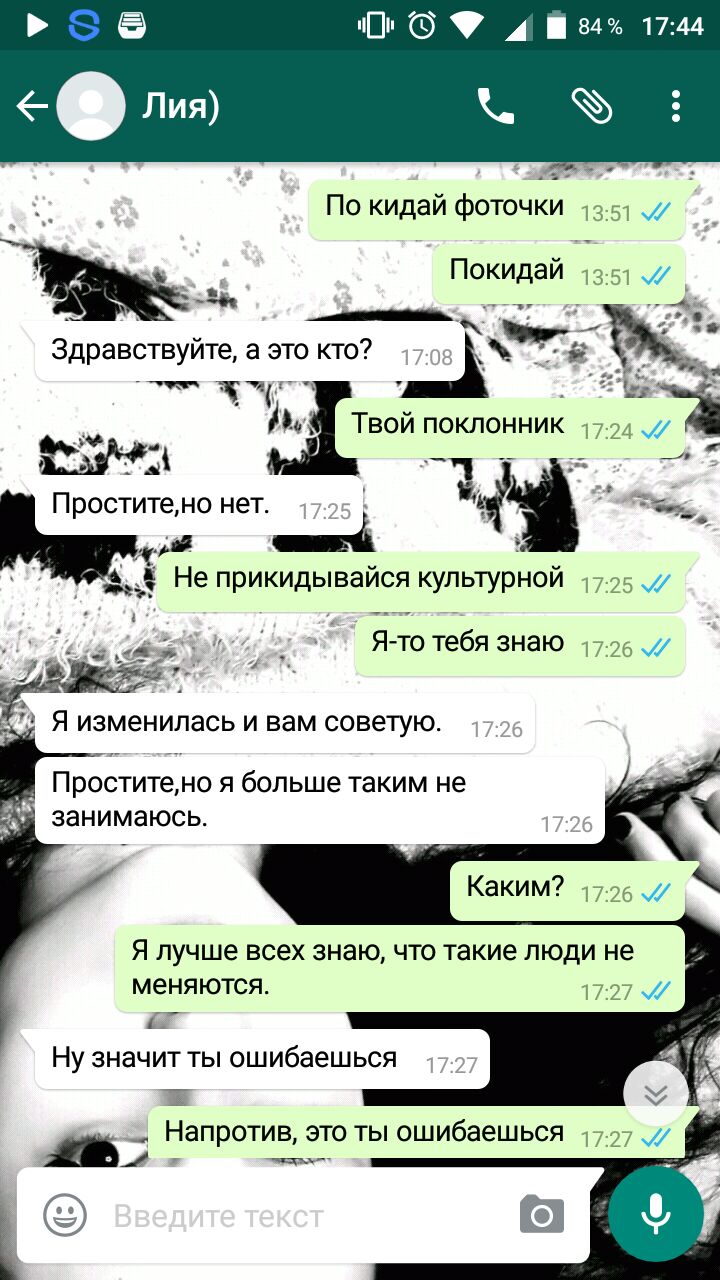 84 % 17:44
Лия)
По кидай фоточки 13:51
Покидай 13:51
Здравствуйте, а это кто? 17:08
Твой поклонник 17:24
Простите,но нет. 17:25
Не прикидывайся культурной 17:25
Я-то тебя знаю 17:26
Я изменилась и вам советую. 17:26
Простите,но я больше таким не
занимаюсь. 17:26
Каким? 17:26
Я лучше всех знаю, что такие люди не
меняются. 17:27
Ну значит ты ошибаешься 17:27
Напротив, это ты ошибаешься 17:27
Введите текст